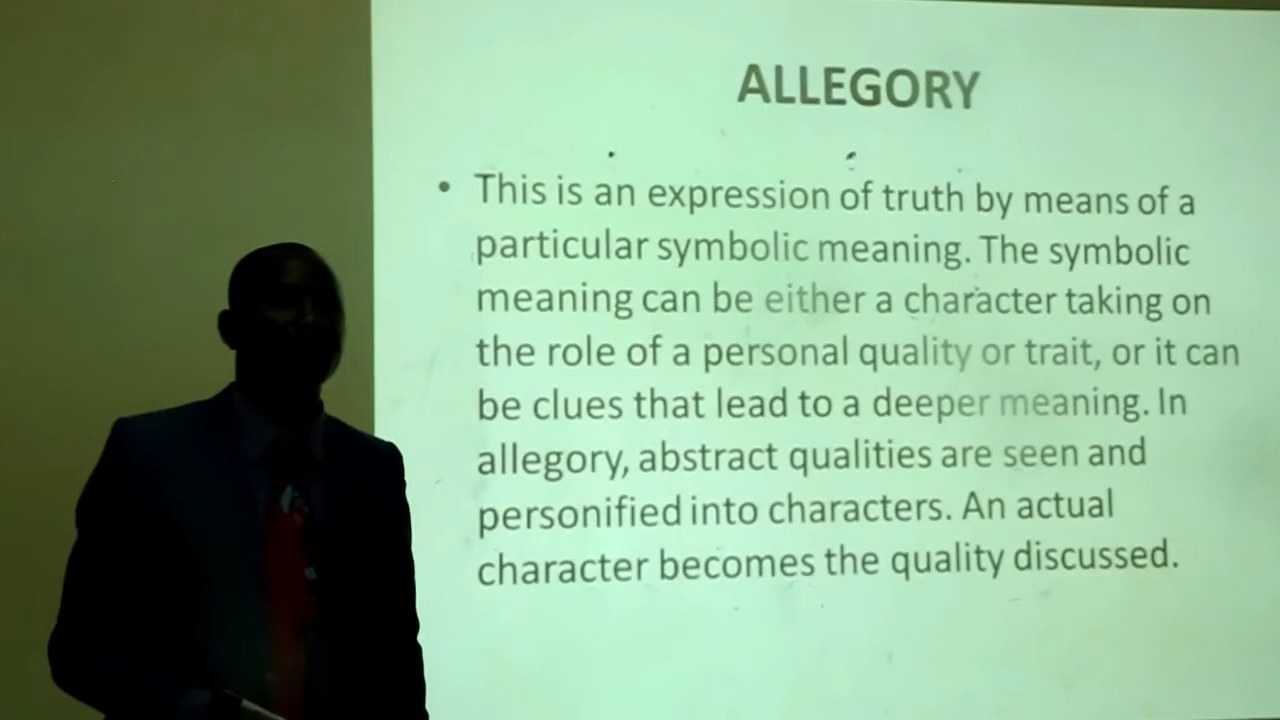 ALLEGORY
• This is an expression of truth by means of a
particular symbolic meaning. The symbolic
meaning can be either a character taking on
the role of a personal quality or trait, or it can
be clues that lead to a deeper meaning. In
allegory, abstract qualities are seen and
personified into characters. An actual
character becomes the quality discussed.